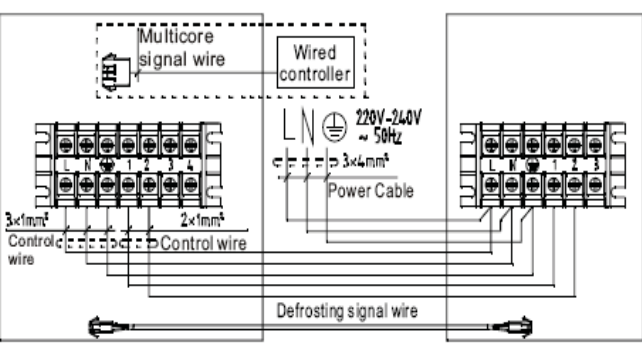 Multicore
signal wire
Wired
controller
L N 220V-240V
~ 50Hz
3×4mm²
Power Cable
L N 1 2 3 4
L N 1 2 3
3×1mm²
2×1mm²
Control
wire
Control wire
Defrosting signal wire